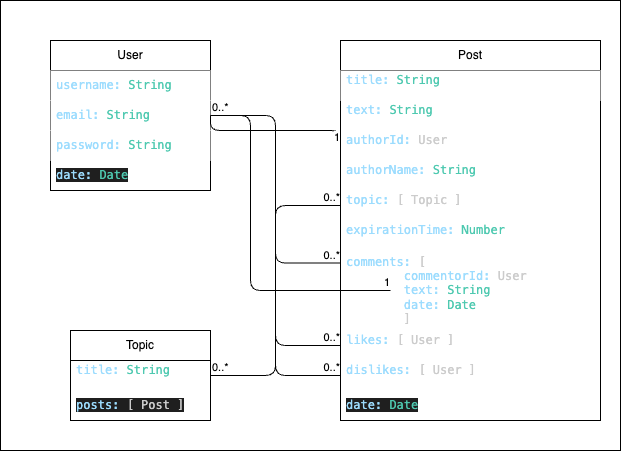 User
username: String
email: String
password: String
date: Date
0..*
Post
title: String
text: String
1
authorId: User
authorName: String
0..*
topic: [ Topic ]
expirationTime: Number
0..*
comments: [
1
commentorId: User
text: String
date: Date
]
0..*
likes: [ User ]
0..*
dislikes: [ User ]
date: Date
Topic
title: String
0..*
posts: [ Post ]